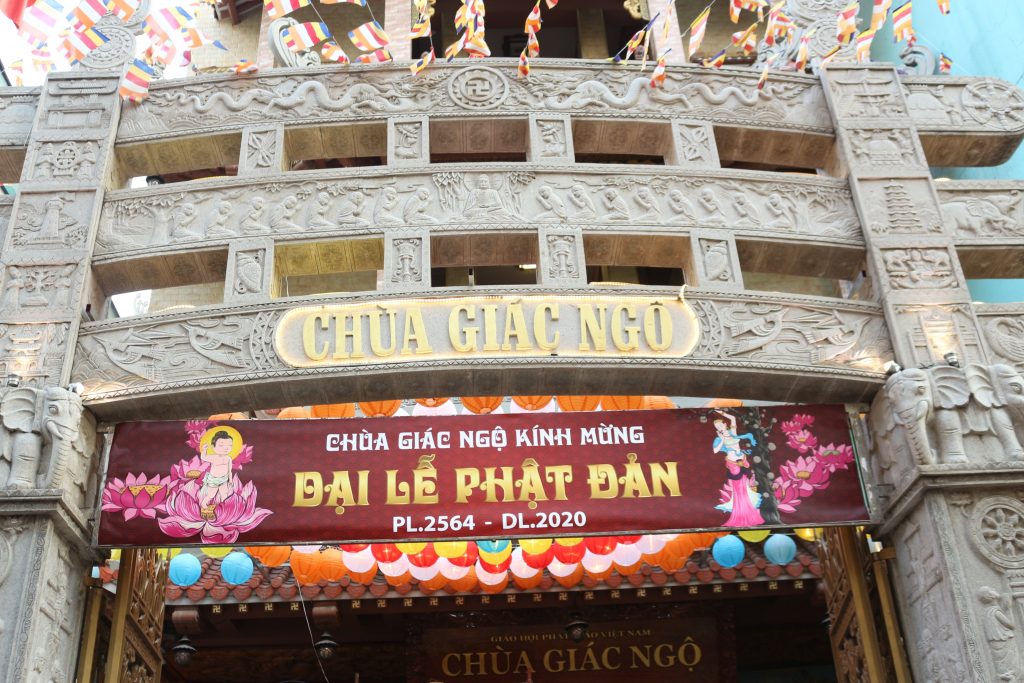 CHÙA GIÁC NGỘ
CHÙA GIÁC NGỘ KÍNH MỪNG
ĐẠI LỄ PHẬT ĐẢN
PL.2564 - DL.2020
GIÁO HỘI PHẬT GIÁO VIỆT NAM
CHÙA GIÁC NGỘ